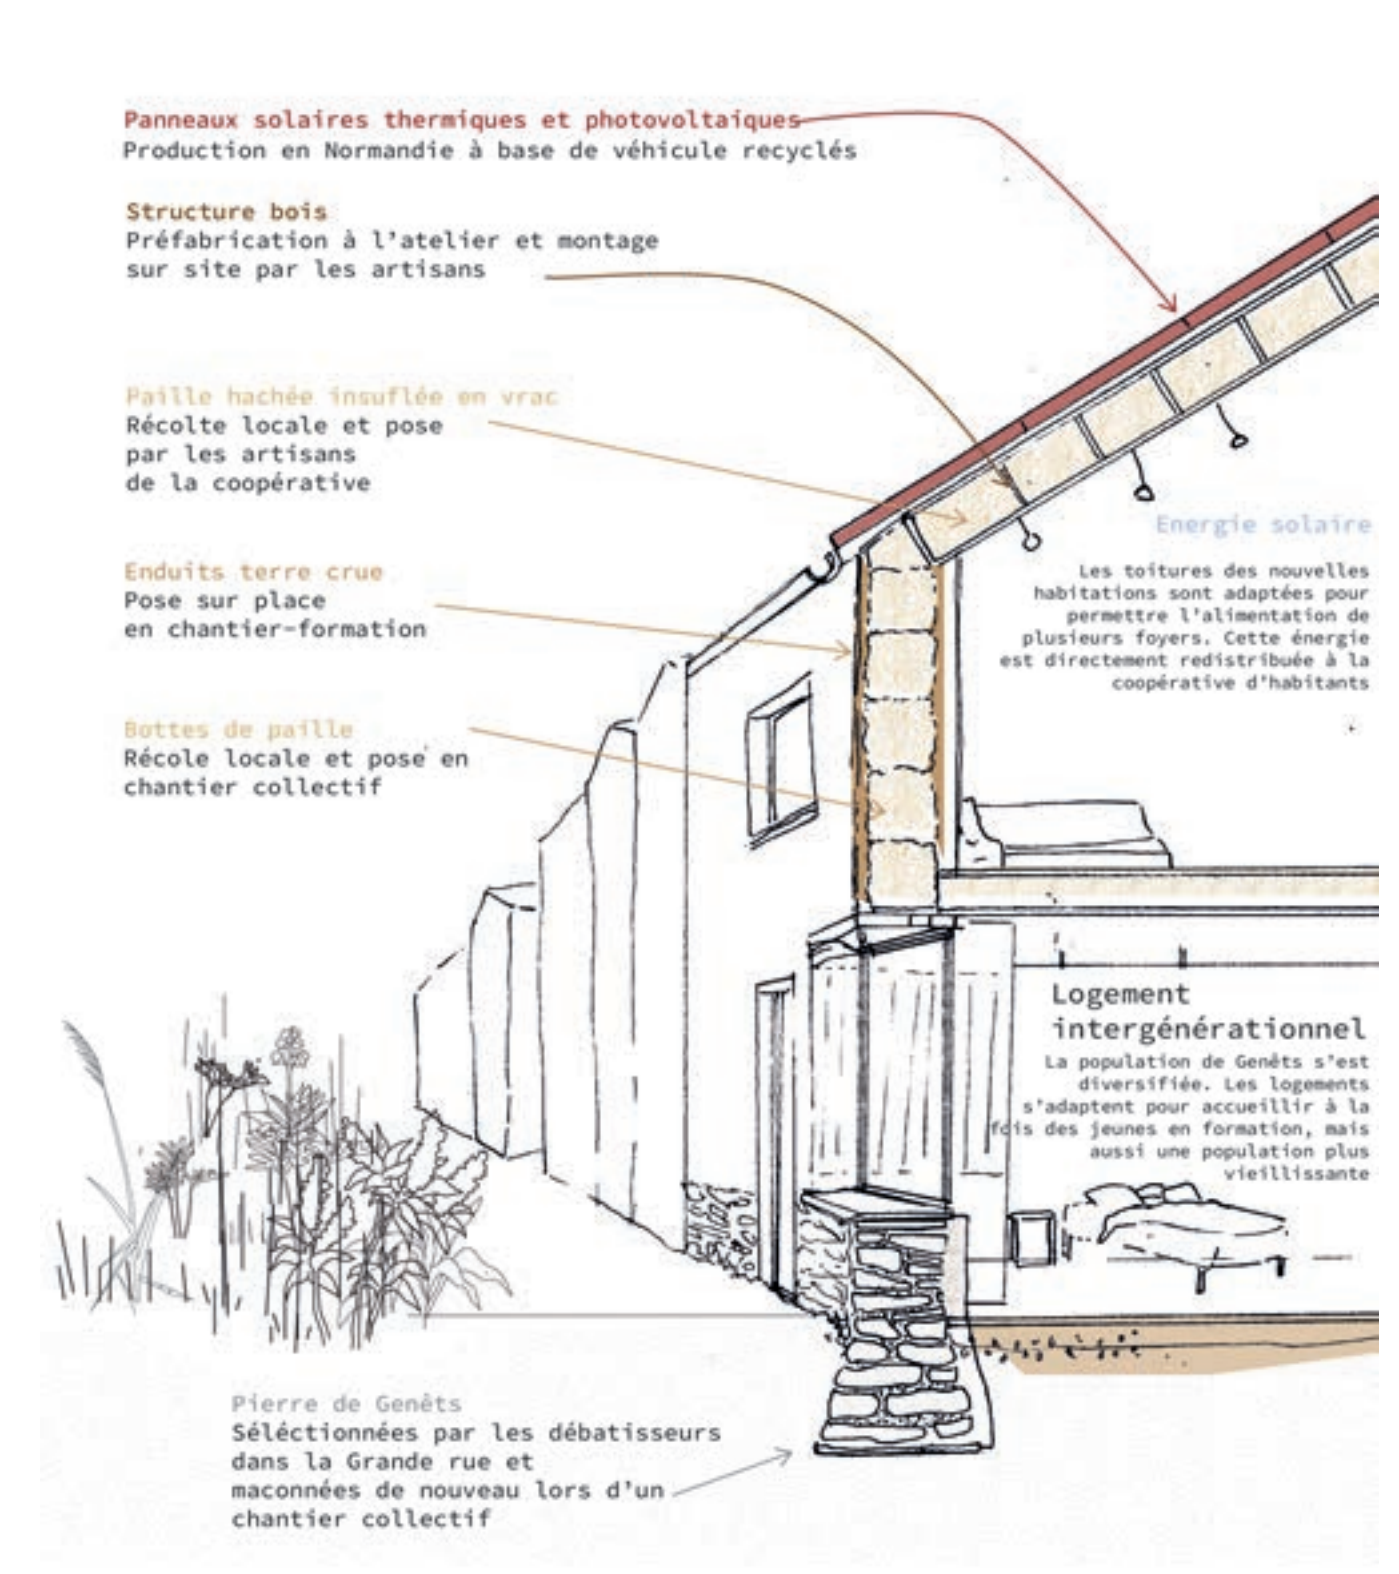 Panneaux solaires thermiques et photovoltaiques
Production en Normandie à base de véhicule recyclés
Structure bois
Préfabrication à l'atelier et montage
sur site par les artisans
Paille hachée insuflée en vrac
Récolte locale et pose
par les artisans
de la coopérative
Enduits terre crue
Pose sur place
en chantier-formation
Bottes de paille
Récole locale et pose en
chantier collectif
Energie solaire
Les toitures des nouvelles
habitations sont adaptées pour
permettre l'alimentation de
plusieurs foyers. Cette énergie
est directement redistribuée à la
coopérative d'habitants
Logement
intergénérationnel
La population de Genêts s'est
diversifiée. Les logements
s'adaptent pour accueillir à la
fois des jeunes en formation, mais
aussi une population plus
vieillissante
Pierre de Genêts
Séléctionnées par les débatisseurs
dans la Grande rue et
maconnées de nouveau lors d'un
chantier collectif